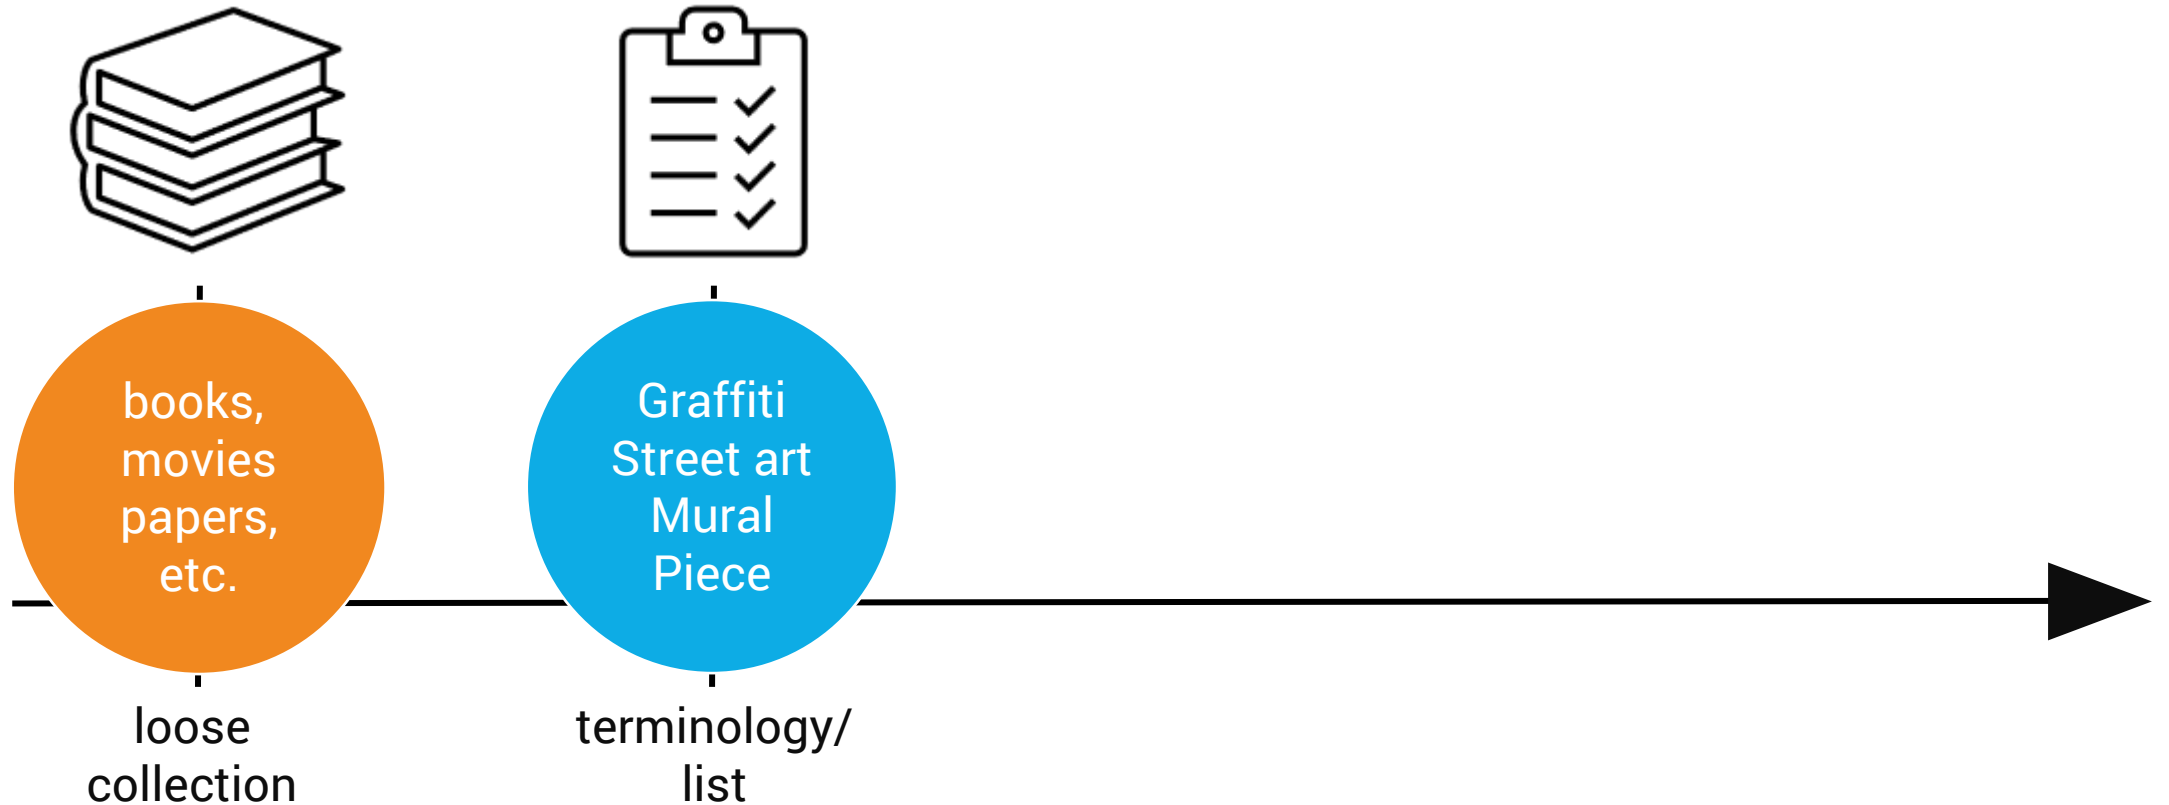 books,
movies
papers,
etc.
loose
collection
Graffiti
Street art
Mural
Piece
terminology/
list